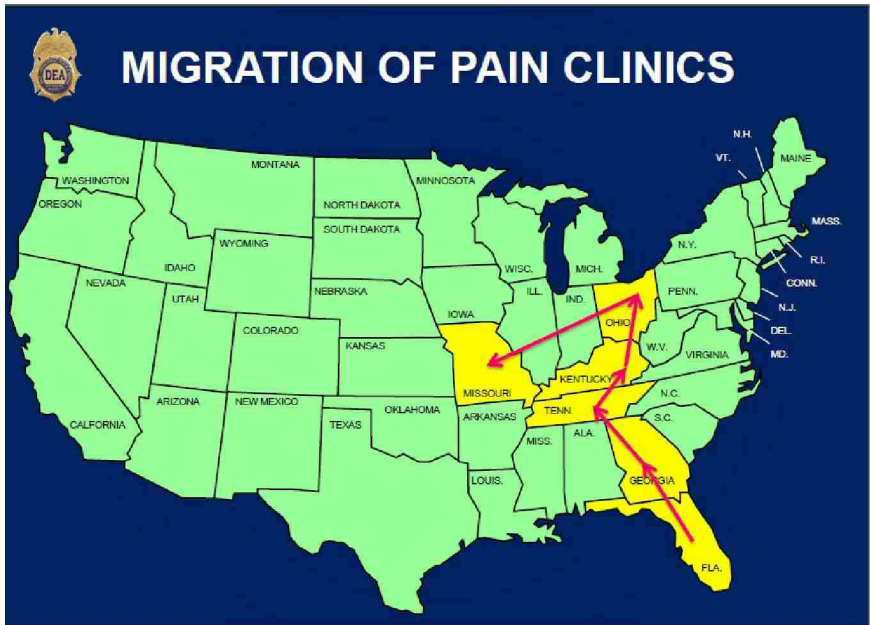 DEA
MIGRATION OF PAIN CLINICS
N.H.
VT.
MAINE
MONTANA
WASHINGTON
MINNOSOTA
OREGON
NORTH DAKOTA
MASS.
SOUTH DAKOTA
WYOMING
N.Y.
R.I.
IDAHO
WISC.
MICH.
CONN.
NEVADA
NEBRASKA
ILL.
IND.
PENN.
UTAH
N.J.
IOWA
OHIO
COLORADO
DEL.
KANSAS
W.V.
VIRGINIA
MD.
KENTUCKY
MISSOURI
N.C.
ARIZONA
NEW MEXICO
OKLAHOMA
TENN.
CALIFORNIA
TEXAS
ARKANSAS
S.C.
MISS.
ALA.
LOUIS.
GEORGIA
FLA.